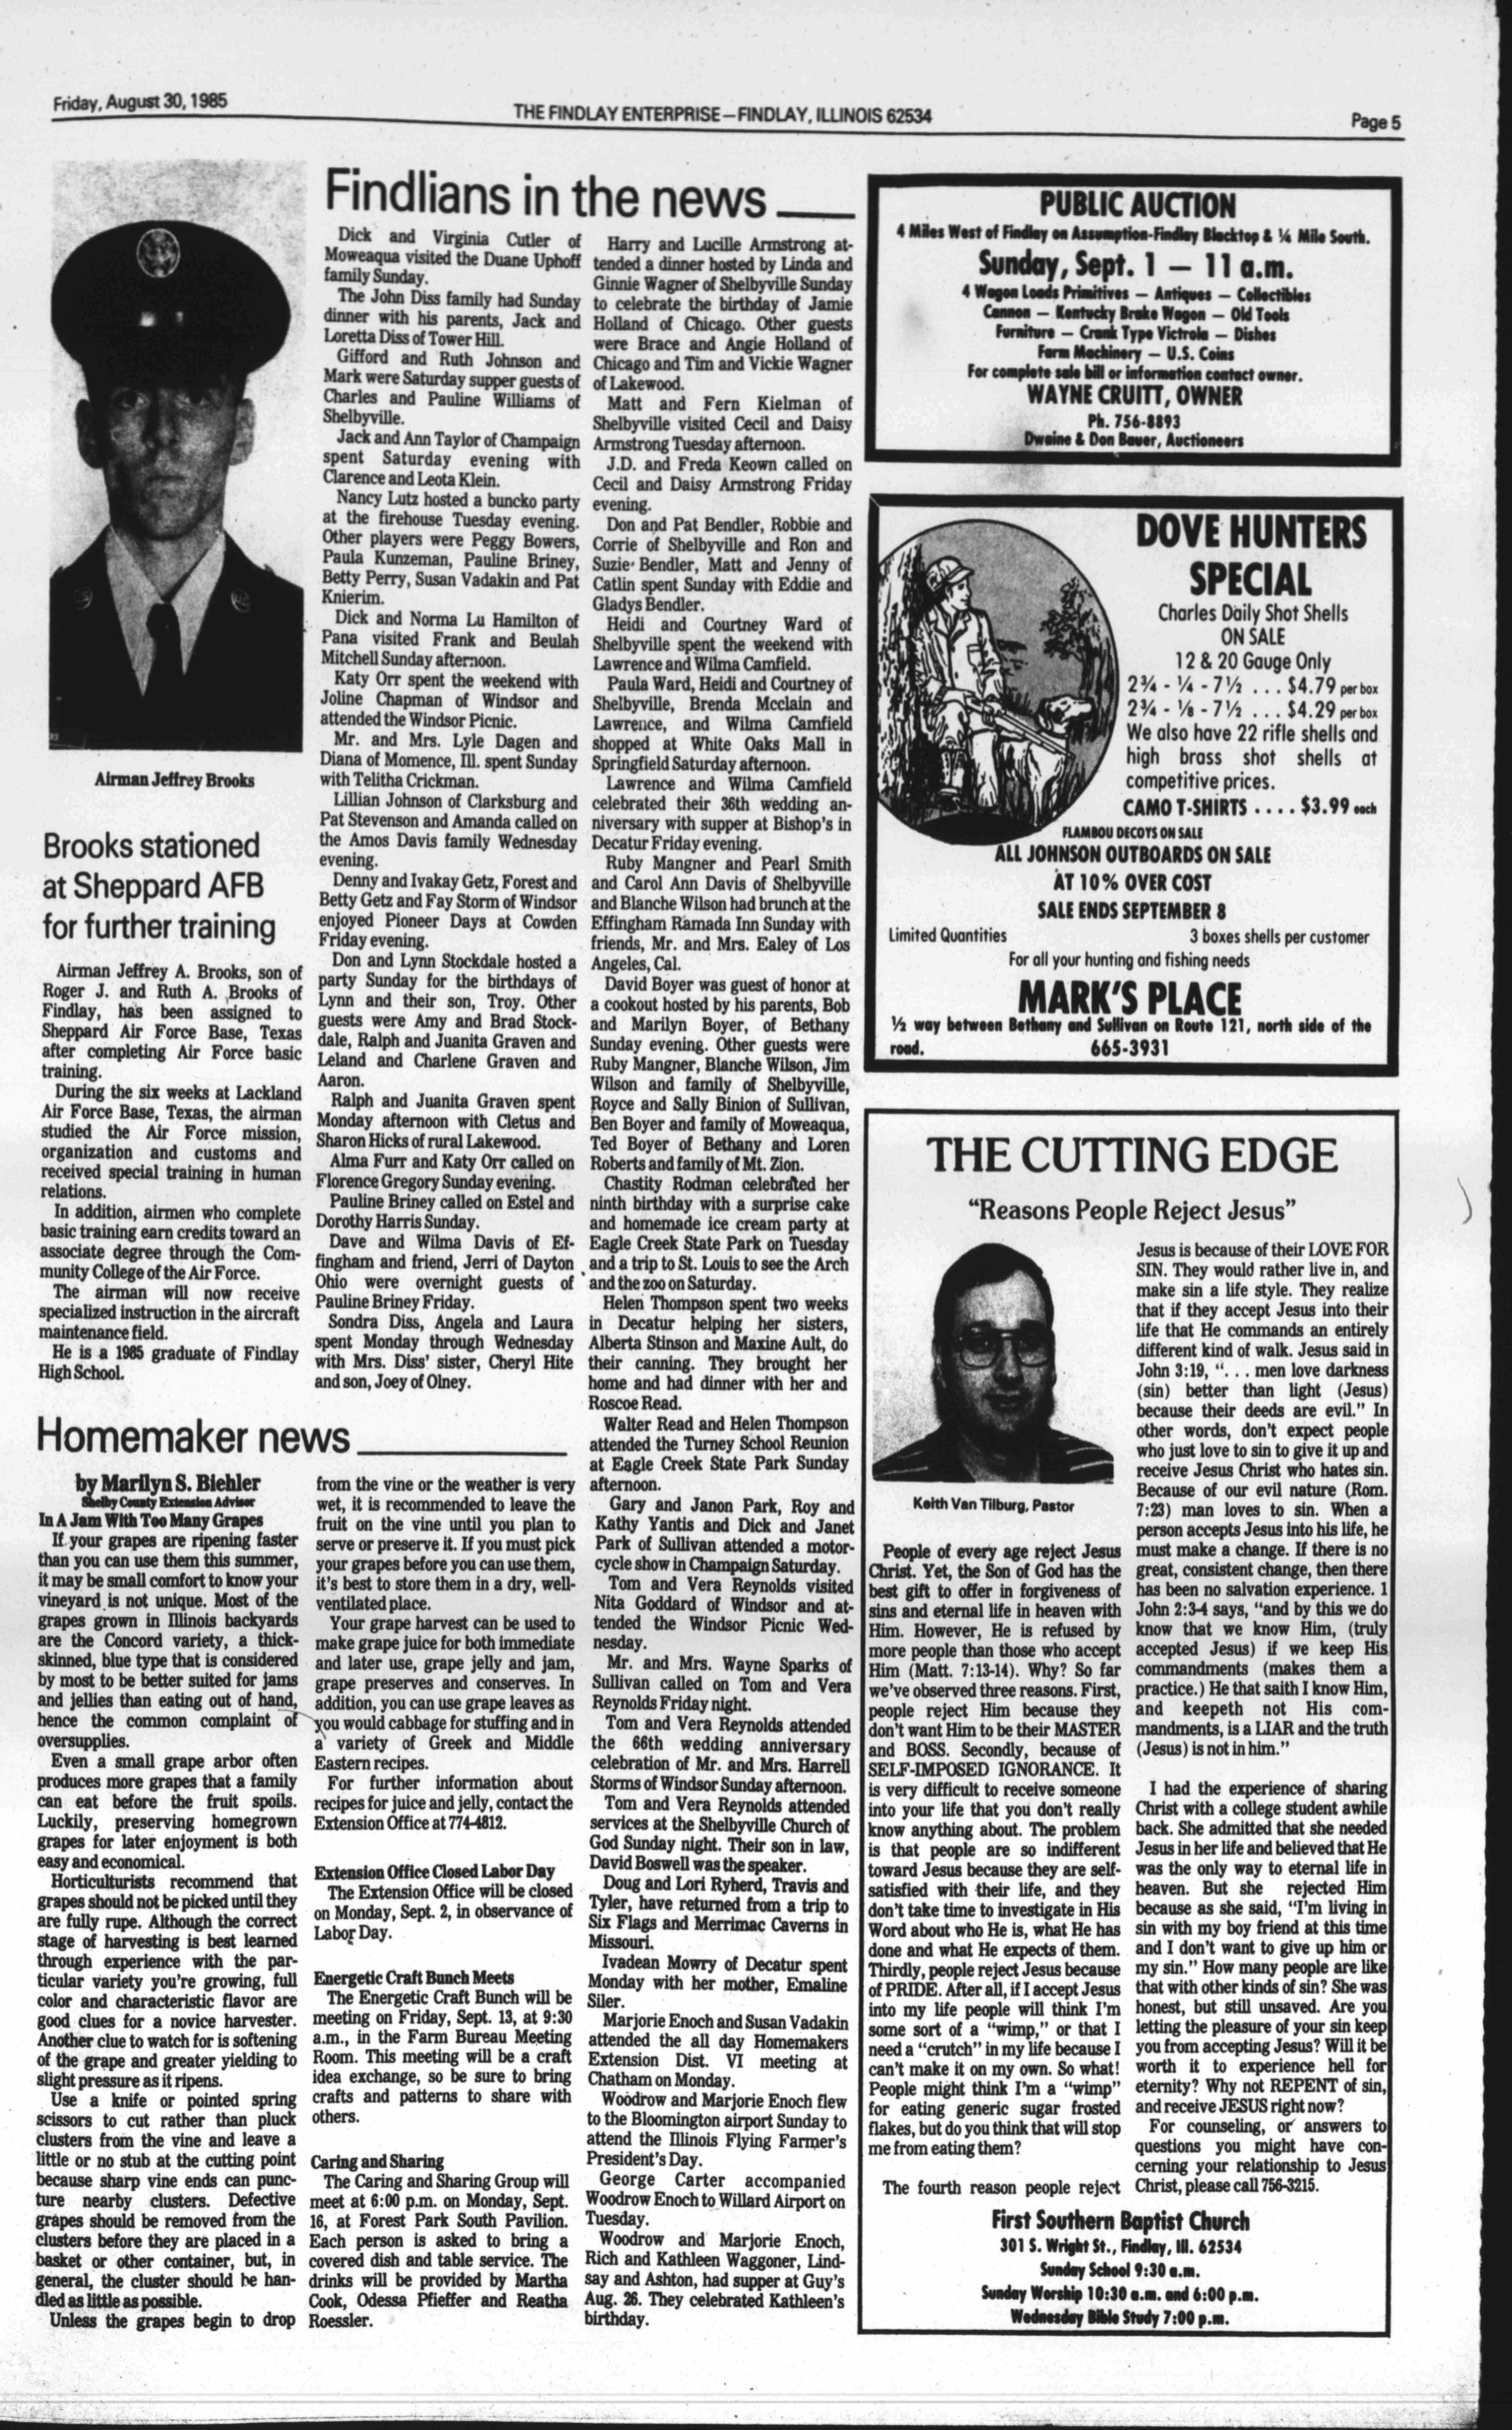 Friday, August 30, 1985
THE FINDLAY ENTERPRISE—FINDLAY, ILLINOIS 62534
Page 5
Airman Jeffrey Brooks
Brooks stationed
at Sheppard AFB
for further training
Airman Jeffrey A. Brooks, son of
Roger J. and Ruth A. Brooks of
Findlay, has been assigned to
Sheppard Air Force Base, Texas
after completing Air Force basic
training.
During the six weeks at Lackland
Air Force Base, Texas, the airman
studied the Air Force mission,
organization and customs and
received special training in human
relations.
In addition, airmen who complete
basic training earn credits toward an
associate degree through the Com-
munity College of the Air Force.
The airman will now receive
specialized instruction in the aircraft
maintenance field.
He is a 1985 graduate of Findlay
High School.
Findlians in the news
Dick and Virginia Cutler of
Moweaqua visited the Duane Uphoff
family Sunday.
The John Diss family had Sunday
dinner with his parents, Jack and
Loretta Diss of Tower Hill.
Gifford and Ruth Johnson and
Mark were Saturday supper guests of
Charles and Pauline Williams of
Shelbyville.
Jack and Ann Taylor of Champaign
spent Saturday evening with
Clarence and Leota Klein.
Nancy Lutz hosted a buncko party
at the firehouse Tuesday evening.
Other players were Peggy Bowers,
Paula Kunzeman, Pauline Briney,
Betty Perry, Susan Vadakin and Pat
Knierim.
Dick and Norma Lu Hamilton of
Pana visited Frank and Beulah
Mitchell Sunday afternoon.
Katy Orr spent the weekend with
Joline Chapman of Windsor and
attended the Windsor Picnic.
Mr. and Mrs. Lyle Dagen and
Diana of Momence, Ill. spent Sunday
with Telitha Crickman.
Lillian Johnson of Clarksburg and
Pat Stevenson and Amanda called on
the Amos Davis family Wednesday
evening.
Denny and Ivakay Getz, Forest and
Betty Getz and Fay Storm of Windsor
enjoyed Pioneer Days at Cowden
Friday evening.
Don and Lynn Stockdale hosted a
party Sunday for the birthdays of
Lynn and their son, Troy. Other
guests were Amy and Brad Stock-
dale, Ralph and Juanita Graven and
Leland and Charlene Graven and
Aaron.
Ralph and Juanita Graven spent
Monday afternoon with Cletus and
Sharon Hicks of rural Lakewood.
Alma Furr and Katy Orr called on
Florence Gregory Sunday evening.
Pauline Briney called on Estel and
Dorothy Harris Sunday.
Dave and Wilma Davis of Ef-
fingham and friend, Jerri of Dayton
Ohio were overnight guests of
Pauline Briney Friday.
Sondra Diss, Angela and Laura
spent Monday through Wednesday
with Mrs. Diss' sister, Cheryl Hite
and son, Joey of Olney.
Harry and Lucille Armstrong at-
tended a dinner hosted by Linda and
Ginnie Wagner of Shelbyville Sunday
to celebrate the birthday of Jamie
Holland of Chicago. Other guests
were Brace and Angie Holland of
Chicago and Tim and Vickie Wagner
of Lakewood.
Matt and Fern Kielman of
Shelbyville visited Cecil and Daisy
Armstrong Tuesday afternoon.
J.D. and Freda Keown called on
Cecil and Daisy Armstrong Friday
evening.
Don and Pat Bendler, Robbie and
Corrie of Shelbyville and Ron and
Suzie Bendler, Matt and Jenny of
Catlin spent Sunday with Eddie and
Gladys Bendler.
Heidi and Courtney Ward of
Shelbyville spent the weekend with
Lawrence and Wilma Camfield.
Paula Ward, Heidi and Courtney of
Shelbyville, Brenda Mcclain and
Lawrence, and Wilma Camfield
shopped at White Oaks Mall in
Springfield Saturday afternoon.
Lawrence and Wilma Camfield
celebrated their 36th wedding an-
niversary with supper at Bishop's in
Decatur Friday evening.
Ruby Mangner and Pearl Smith
and Carol Ann Davis of Shelbyville
and Blanche Wilson had brunch at the
Effingham Ramada Inn Sunday with
friends, Mr. and Mrs. Ealey of Los
Angeles, Cal.
David Boyer was guest of honor at
a cookout hosted by his parents, Bob
and Marilyn Boyer, of Bethany
Sunday evening. Other guests were
Ruby Mangner, Blanche Wilson, Jim
Wilson and family of Shelbyville,
Royce and Sally Binion of Sullivan,
Ben Boyer and family of Moweaqua,
Ted Boyer of Bethany and Loren
Roberts and family of Mt. Zion.
Chastity Rodman celebrated her
ninth birthday with a surprise cake
and homemade ice cream party at
Eagle Creek State Park on Tuesday
and a trip to St. Louis to see the Arch
and the zoo on Saturday.
Helen Thompson spent two weeks
in Decatur helping her sisters,
Alberta Stinson and Maxine Ault, do
their canning. They brought her
home and had dinner with her and
Roscoe Read.
Walter Read and Helen Thompson
attended the Turney School Reunion
at Eagle Creek State Park Sunday
afternoon.
Gary and Janon Park, Roy and
Kathy Yantis and Dick and Janet
Park of Sullivan attended a motor-
cycle show in Champaign Saturday.
Tom and Vera Reynolds visited
Nita Goddard of Windsor and at-
tended the Windsor Picnic Wed-
nesday.
Mr. and Mrs. Wayne Sparks of
Sullivan called on Tom and Vera
Reynolds Friday night.
Tom and Vera Reynolds attended
the 66th wedding anniversary
celebration of Mr. and Mrs. Harrell
Storms of Windsor Sunday afternoon.
Tom and Vera Reynolds attended
services at the Shelbyville Church of
God Sunday night. Their son in law,
David Boswell was the speaker.
Doug and Lori Ryherd, Travis and
Tyler, have returned from a trip to
Six Flags and Merrimac Caverns in
Missouri.
Ivadean Mowry of Decatur spent
Monday with her mother, Emaline
Siler.
Marjorie Enoch and Susan Vadakin
attended the all day Homemakers
Extension Dist. VI meeting at
Chatham on Monday.
Woodrow and Marjorie Enoch flew
to the Bloomington airport Sunday to
attend the Illinois Flying Farmer's
President's Day.
George Carter accompanied
Woodrow Enoch to Willard Airport on
Tuesday.
Woodrow and Marjorie Enoch,
Rich and Kathleen Waggoner, Lind-
say and Ashton, had supper at Guy's
Aug. 26. They celebrated Kathleen's
birthday.
Homemaker news
by Marilyn S. Biehler
Shelby County Extension Advisor
In A Jam With Too Many Grapes
If your grapes are ripening faster
than you can use them this summer,
it may be small comfort to know your
vineyard is not unique. Most of the
grapes grown in Illinois backyards
are the Concord variety, a thick-
skinned, blue type that is considered
by most to be better suited for jams
and jellies than eating out of hand,
hence the common complaint of
oversupplies.
Even a small grape arbor often
produces more grapes that a family
can eat before the fruit spoils.
Luckily, preserving homegrown
grapes for later enjoyment is both
easy and economical.
Horticulturists recommend that
grapes should not be picked until they
are fully rupe. Although the correct
stage of harvesting is best learned
through experience with the par-
ticular variety you're growing, full
color and characteristic flavor are
good clues for a novice harvester.
Another clue to watch for is softening
of the grape and greater yielding to
slight pressure as it ripens.
Use a knife or pointed spring
scissors to cut rather than pluck
clusters from the vine and leave a
little or no stub at the cutting point
because sharp vine ends can punc-
ture nearby clusters. Defective
grapes should be removed from the
clusters before they are placed in a
basket or other container, but, in
general, the cluster should be han-
dled as little as possible.
Unless the grapes begin to drop
from the vine or the weather is very
wet, it is recommended to leave the
fruit on the vine until you plan to
serve or preserve it. If you must pick
your grapes before you can use them,
it's best to store them in a dry, well-
ventilated place.
Your grape harvest can be used to
make grape juice for both immediate
and later use, grape jelly and jam,
grape preserves and conserves. In
addition, you can use grape leaves as
you would cabbage for stuffing and in
a variety of Greek and Middle
Eastern recipes.
For further information about
recipes for juice and jelly, contact the
Extension Office at 774-4812.
Extension Office Closed Labor Day
The Extension Office will be closed
on Monday, Sept. 2, in observance of
Labor Day.
Energetic Craft Bunch Meets
The Energetic Craft Bunch will be
meeting on Friday, Sept. 13, at 9:30
a.m., in the Farm Bureau Meeting
Room. This meeting will be a craft
idea exchange, so be sure to bring
crafts and patterns to share with
others.
Caring and Sharing
The Caring and Sharing Group will
meet at 6:00 p.m. on Monday, Sept.
16, at Forest Park South Pavilion.
Each person is asked to bring a
covered dish and table service. The
drinks will be provided by Martha
Cook, Odessa Pfieffer and Reatha
Roessler.
PUBLIC AUCTION
4 Miles West of Findlay on Assumption-Findlay Blacktop & ¼ Mile South.
Sunday, Sept. 1 — 11 a.m.
4 Wagon Loads Primitives — Antiques — Collectibles
Cannon — Kentucky Brake Wagon — Old Tools
Furniture — Crank Type Victrola — Dishes
Farm Machinery — U.S. Coins
For complete sale bill or information contact owner.
WAYNE CRUITT, OWNER
Ph. 756-8893
Dwaine & Don Bauer, Auctioneers
DOVE HUNTERS
SPECIAL
Charles Daily Shot Shells
ON SALE
12 & 20 Gauge Only
2¾ - ¼ - 7½ ... $4.79 per box
2¾ - ⅛ - 7½ ... $4.29 per box
We also have 22 rifle shells and
high brass shot shells at
competitive prices.
CAMO T-SHIRTS .... $3.99 each
FLAMBOU DECOYS ON SALE
ALL JOHNSON OUTBOARDS ON SALE
AT 10% OVER COST
SALE ENDS SEPTEMBER 8
Limited Quantities 3 boxes shells per customer
For all your hunting and fishing needs
MARK'S PLACE
½ way between Bethany and Sullivan on Route 121, north side of the
road. 665-3931
THE CUTTING EDGE
"Reasons People Reject Jesus"
Keith Van Tilburg, Pastor
People of every age reject Jesus
Christ. Yet, the Son of God has the
best gift to offer in forgiveness of
sins and eternal life in heaven with
Him. However, He is refused by
more people than those who accept
Him (Matt. 7:13-14). Why? So far
we've observed three reasons. First,
people reject Him because they
don't want Him to be their MASTER
and BOSS. Secondly, because of
SELF-IMPOSED IGNORANCE. It
is very difficult to receive someone
into your life that you don't really
know anything about. The problem
is that people are so indifferent
toward Jesus because they are self-
satisfied with their life, and they
don't take time to investigate in His
Word about who He is, what He has
done and what He expects of them.
Thirdly, people reject Jesus because
of PRIDE. After all, if I accept Jesus
into my life people will think I'm
some sort of a "wimp," or that I
need a "crutch" in my life because I
can't make it on my own. So what!
People might think I'm a "wimp"
for eating generic sugar frosted
flakes, but do you think that will stop
me from eating them?
The fourth reason people reject
Jesus is because of their LOVE FOR
SIN. They would rather live in, and
make sin a life style. They realize
that if they accept Jesus into their
life that He commands an entirely
different kind of walk. Jesus said in
John 3:19, "... men love darkness
(sin) better than light (Jesus)
because their deeds are evil." In
other words, don't expect people
who just love to sin to give it up and
receive Jesus Christ who hates sin.
Because of our evil nature (Rom.
7:23) man loves to sin. When a
person accepts Jesus into his life, he
must make a change. If there is no
great, consistent change, then there
has been no salvation experience. 1
John 2:3-4 says, "and by this we do
know that we know Him, (truly
accepted Jesus) if we keep His
commandments (makes them a
practice.) He that saith I know Him,
and keepeth not His com-
mandments, is a LIAR and the truth
(Jesus) is not in him."
I had the experience of sharing
Christ with a college student awhile
back. She admitted that she needed
Jesus in her life and believed that He
was the only way to eternal life in
heaven. But she rejected Him
because as she said, "I'm living in
sin with my boy friend at this time
and I don't want to give up him or
my sin." How many people are like
that with other kinds of sin? She was
honest, but still unsaved. Are you
letting the pleasure of your sin keep
you from accepting Jesus? Will it be
worth it to experience hell for
eternity? Why not REPENT of sin,
and receive JESUS right now?
For counseling, or answers to
questions you might have con-
cerning your relationship to Jesus
Christ, please call 756-3215.
First Southern Baptist Church
301 S. Wright St., Findlay, Ill. 62534
Sunday School 9:30 a.m.
Sunday Worship 10:30 a.m. and 6:00 p.m.
Wednesday Bible Study 7:00 p.m.